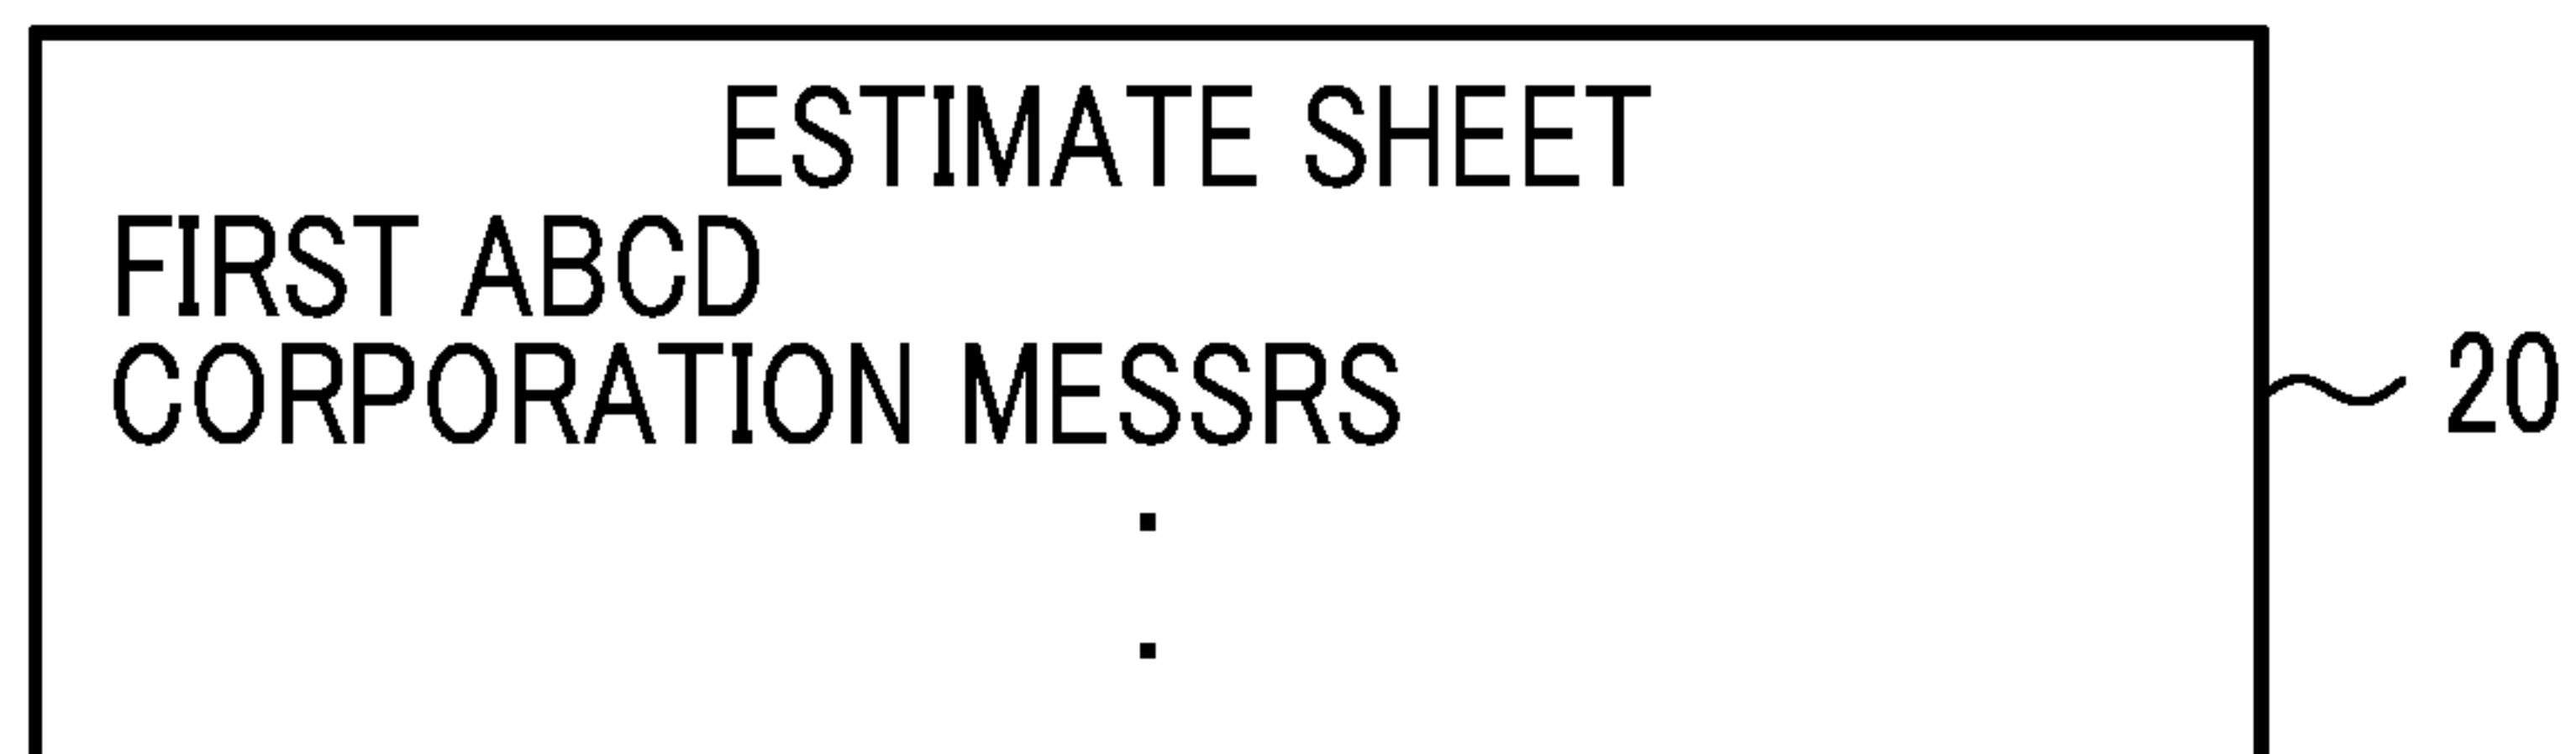 ESTIMATE SHEET
FIRST ABCD
CORPORATION MESSRS
20
.
.